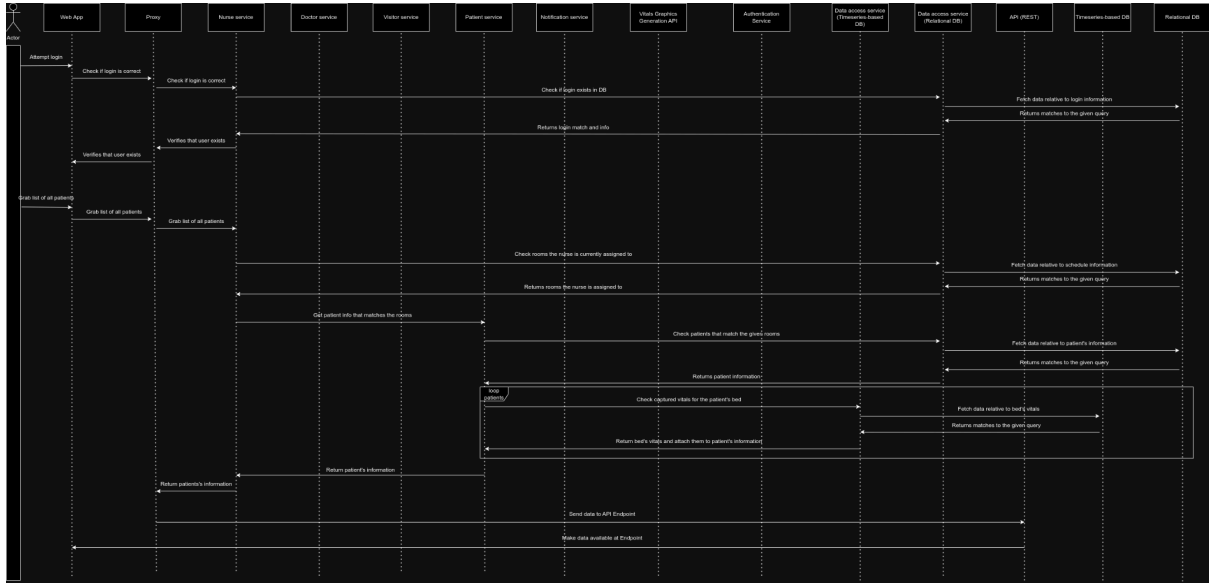 Web App
Proxy
Nurse service
Doctor service
Visitor service
Patient service
Notification service
Vitals Graphics
Generation API
Authentication
Service
Data access service
(Timeseries-based
DB)
Data access service
(Relational DB)
API (REST)
Timeseries-based DB
Relational DB
Actor
Attempt login
Check if login is correct
Check if login is correct
Check if login exists in DB
Fetch data relative to login information
Returns matches to the given query
Returns login match and info
Verifies that user exists
Verifies that user exists
Grab list of all patients
Grab list of all patients
Grab list of all patients
Check rooms the nurse is currently assigned to
Fetch data relative to schedule information
Returns matches to the given query
Returns rooms the nurse is assigned to
Get patient info that matches the rooms
Check patients that match the given rooms
Fetch data relative to patient's information
Returns matches to the given query
Returns patient information
loop
patients
Check captured vitals for the patient's bed
Fetch data relative to bed's vitals
Returns matches to the given query
Return bed's vitals and attach them to patient's information
Return patient's information
Return patients's information
Send data to API Endpoint
Make data available at Endpoint